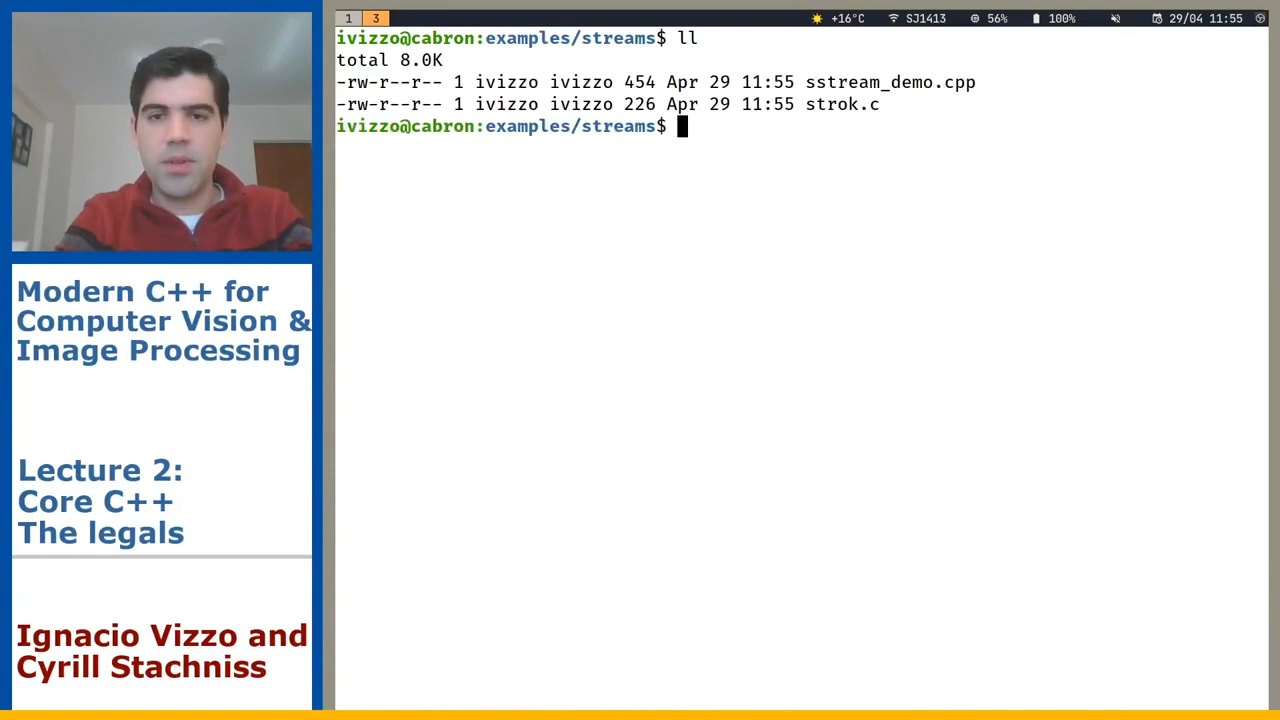 1 3 +16°C SJ1413 56% 100% 29/04 11:55
ivizzo@cabron:examples/streams$ ll
total 8.0K
-rw-r--r-- 1 ivizzo ivizzo 454 Apr 29 11:55 sstream_demo.cpp
-rw-r--r-- 1 ivizzo ivizzo 226 Apr 29 11:55 strok.c
ivizzo@cabron:examples/streams$
Modern C++ for
Computer Vision &
Image Processing
Lecture 2:
Core C++
The legals
Ignacio Vizzo and
Cyrill Stachniss